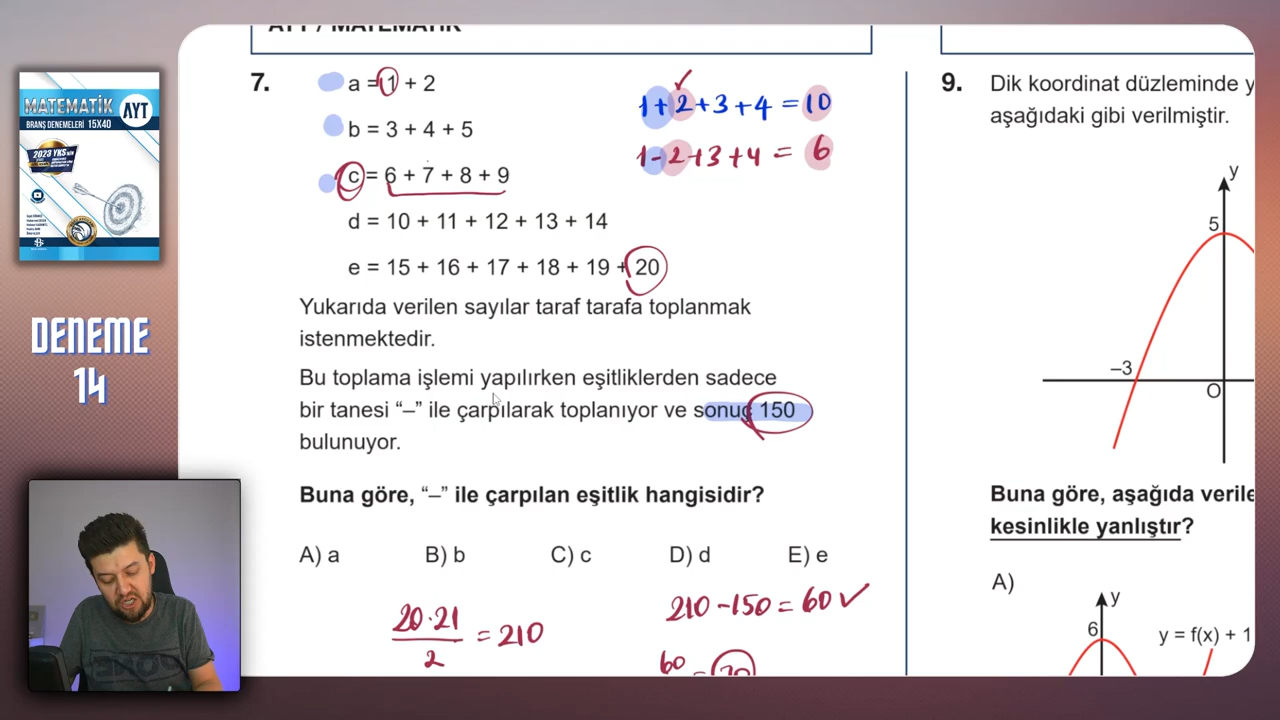 AYT / MATEMATİK
MATEMATİK AYT
BRANŞ DENEMELERİ 15X40
2023 YKS'NİN
DENEME
14
7.
a = 1 + 2
b = 3 + 4 + 5
c = 6 + 7 + 8 + 9
d = 10 + 11 + 12 + 13 + 14
e = 15 + 16 + 17 + 18 + 19 + 20
1+2+3+4 = 10
1-2+3+4 = 6
Yukarıda verilen sayılar taraf tarafa toplanmak
istenmektedir.
Bu toplama işlemi yapılırken eşitliklerden sadece
bir tanesi “–” ile çarpılarak toplanıyor ve sonuç 150
bulunuyor.
Buna göre, “–” ile çarpılan eşitlik hangisidir?
A) a B) b C) c D) d E) e
20·21
2
= 210
210 - 150 = 60 ✓
60
=
9.
Dik koordinat düzleminde y
aşağıdaki gibi verilmiştir.
y
5
–3
O
Buna göre, aşağıda verile
kesinlikle yanlıştır?
A)
y
6
y = f(x) + 1